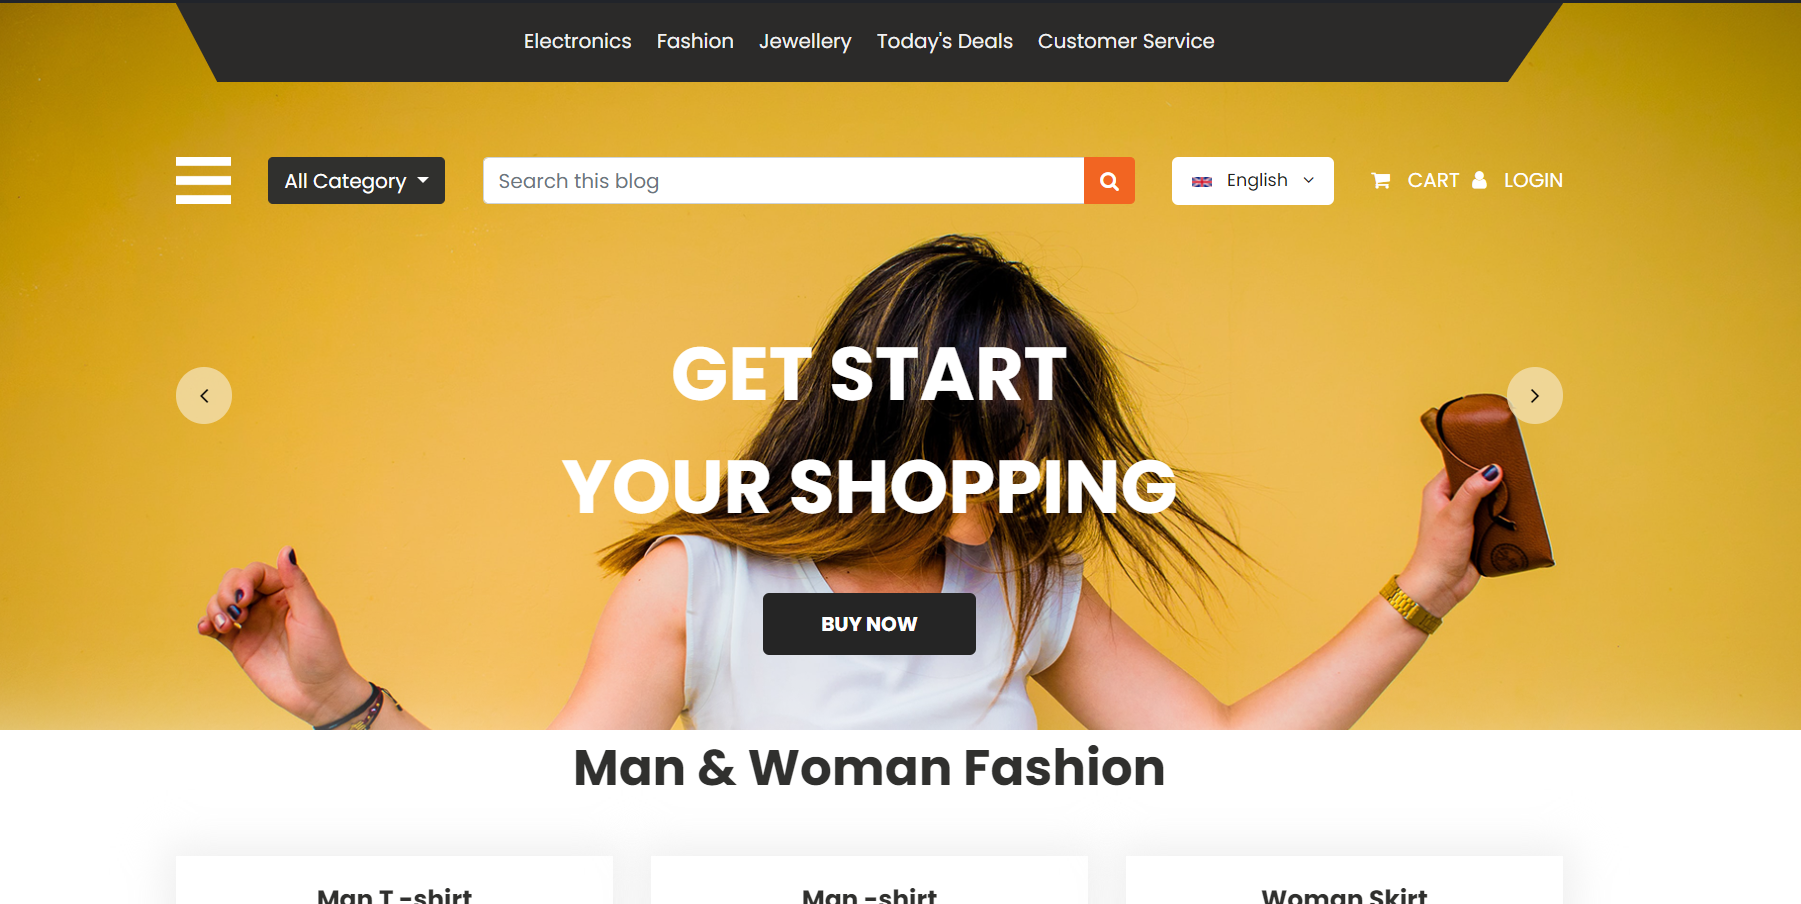 Electronics Fashion Jewellery Today's Deals Customer Service
All Category Search this blog English CART LOGIN
GET START
YOUR SHOPPING
BUY NOW
Man & Woman Fashion
Man T -shirt Man -shirt Woman Skirt